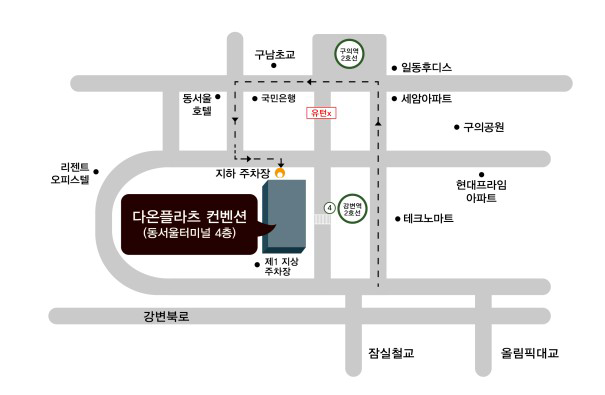 구의역
2호선
구남초교
일동후디스
동서울
호텔
국민은행
세암아파트
유턴x
구의공원
리젠트
오피스텔
지하 주차장
현대프라임
아파트
다온플라츠 컨벤션
(동서울터미널 4층)
4
강변역
2호선
테크노마트
제1 지상
주차장
강변북로
잠실철교
올림픽대교